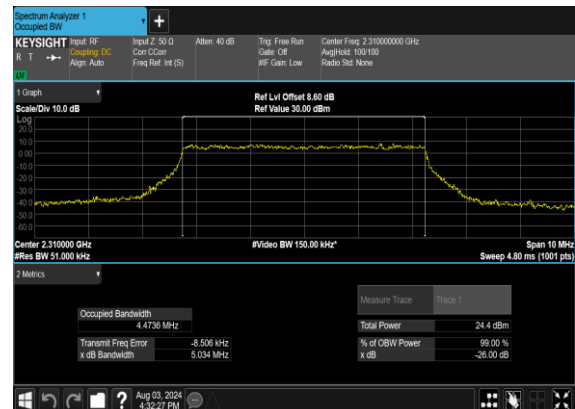 Spectrum Analyzer 1
Occupied BW
KEYSIGHT
R T
LV
Input: RF
Coupling: DC
Align: Auto
Input Z: 50 Ω
Corr CCorr
Freq Ref: Int (S)
Atten: 40 dB
Trig: Free Run
Gate: Off
#IF Gain: Low
Center Freq: 2.310000000 GHz
Avg|Hold: 100/100
Radio Std: None
1 Graph
Scale/Div 10.0 dB
Ref Lvl Offset 8.60 dB
Ref Value 30.00 dBm
Log
20.0
10.0
0.00
-10.0
-20.0
-30.0
-40.0
-50.0
-60.0
Center 2.310000 GHz
#Res BW 51.000 kHz
#Video BW 150.00 kHz*
Span 10 MHz
Sweep 4.80 ms (1001 pts)
2 Metrics
Measure Trace Trace 1
Occupied Bandwidth
4.4736 MHz
Total Power 24.4 dBm
Transmit Freq Error -8.506 kHz
% of OBW Power 99.00 %
x dB Bandwidth 5.034 MHz
x dB -26.00 dB
Aug 03, 2024
4:32:27 PM